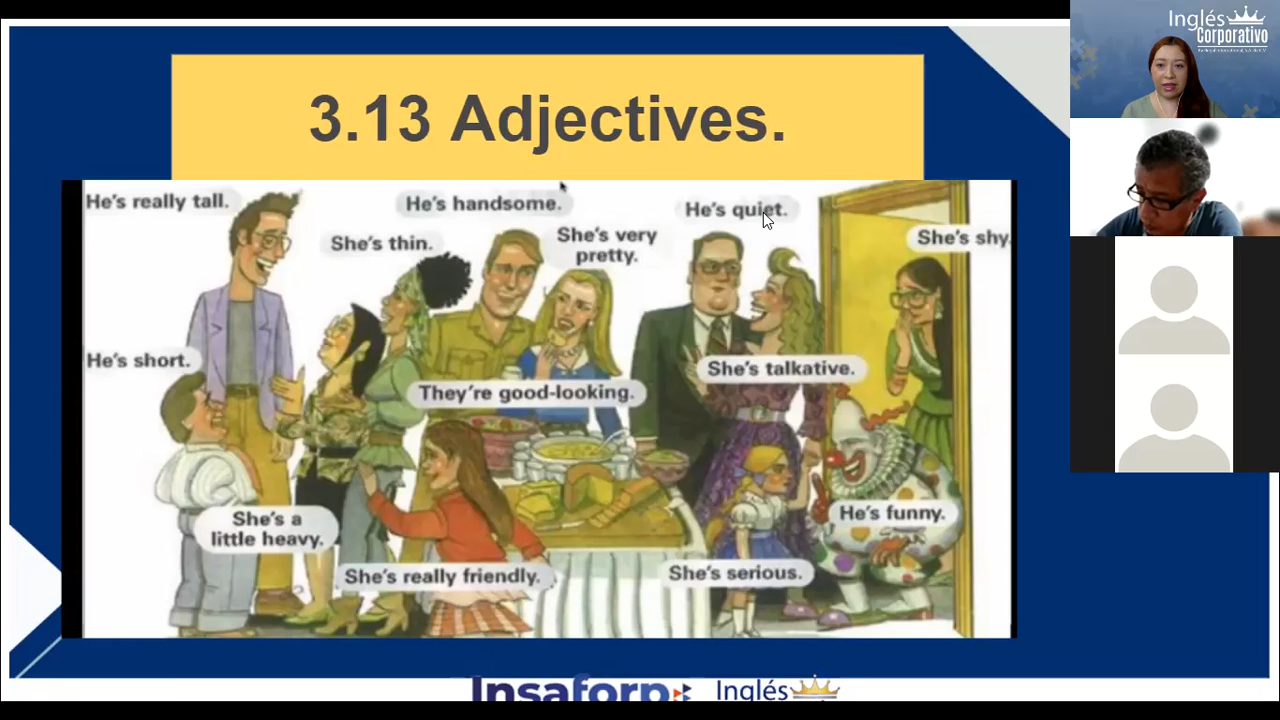 3.13 Adjectives.
He's really tall.
He's handsome.
He's quiet.
She's thin.
She's very
pretty.
She's shy.
He's short.
She's talkative.
They're good-looking.
She's a
little heavy.
He's funny.
She's really friendly.
She's serious.
Insaforp
Inglés
Inglés
Corporativo